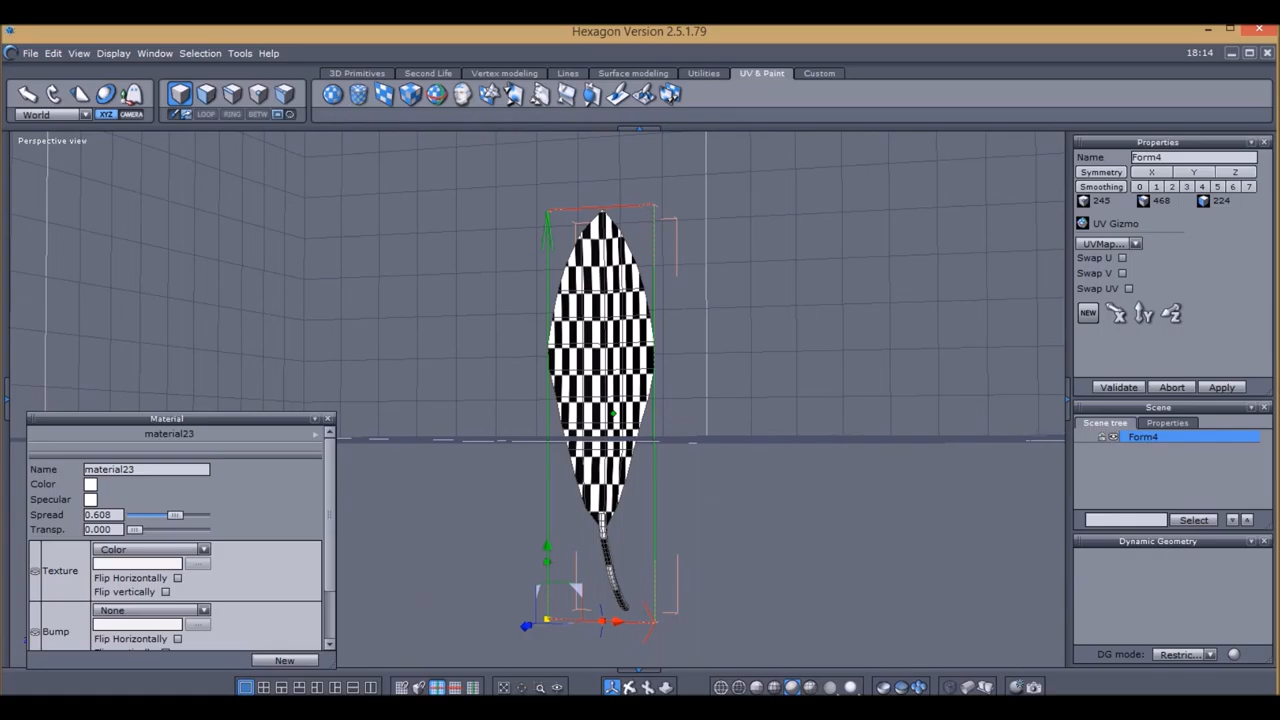 Hexagon Version 2.5.1.79
File Edit View Display Window Selection Tools Help
18:14
3D Primitives Second Life Vertex modeling Lines Surface modeling Utilities UV & Paint Custom
World XYZ CAMERA LOOP RING BETW
Perspective view
Properties
Name Form4
Symmetry X Y Z
Smoothing 0 1 2 3 4 5 6 7
245 468 224
UV Gizmo
UVMap...
Swap U
Swap V
Swap UV
NEW X Y Z
Validate Abort Apply
Scene
Scene tree Properties
Form4
Select
Dynamic Geometry
DG mode: Restric...
Material
material23
Name material23
Color
Specular
Spread 0.608
Transp. 0.000
Color
Texture
...
Flip Horizontally
Flip vertically
None
Bump
...
Flip Horizontally
New